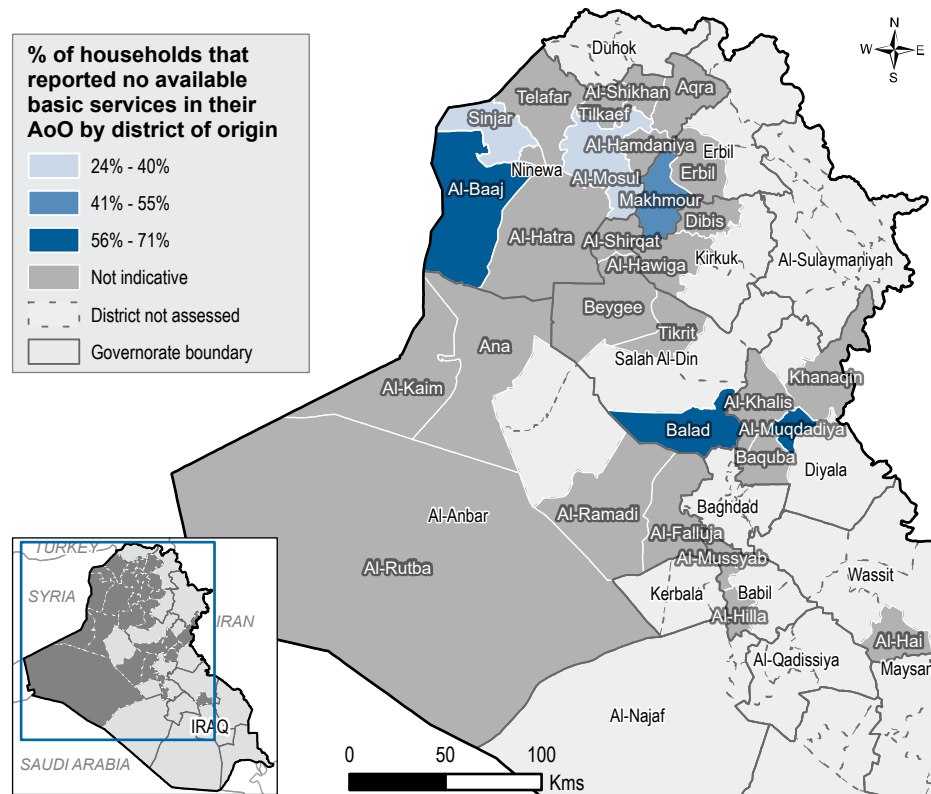 % of households that
reported no available
basic services in their
AoO by district of origin
24% - 40%
41% - 55%
56% - 71%
Not indicative
District not assessed
Governorate boundary
N
W
E
S
Duhok
Telafar
Al-Shikhan
Aqra
Sinjar
Tilkaef
Al-Hamdaniya
Erbil
Ninewa
Al-Mosul
Erbil
Al-Baaj
Makhmour
Dibis
Al-Hatra
Al-Shirqat
Kirkuk
Al-Sulaymaniyah
Al-Hawiga
Beygee
Tikrit
Ana
Salah Al-Din
Al-Kaim
Khanaqin
Al-Khalis
Balad
Al-Muqdadiya
Baquba
Diyala
Al-Anbar
Al-Ramadi
Baghdad
Al-Falluja
Al-Rutba
Al-Mussyab
Wassit
Kerbala
Babil
Al-Hilla
Al-Hai
Al-Qadissiya
Maysan
Al-Najaf
TURKEY
SYRIA
IRAN
IRAQ
SAUDI ARABIA
0
50
100
Kms